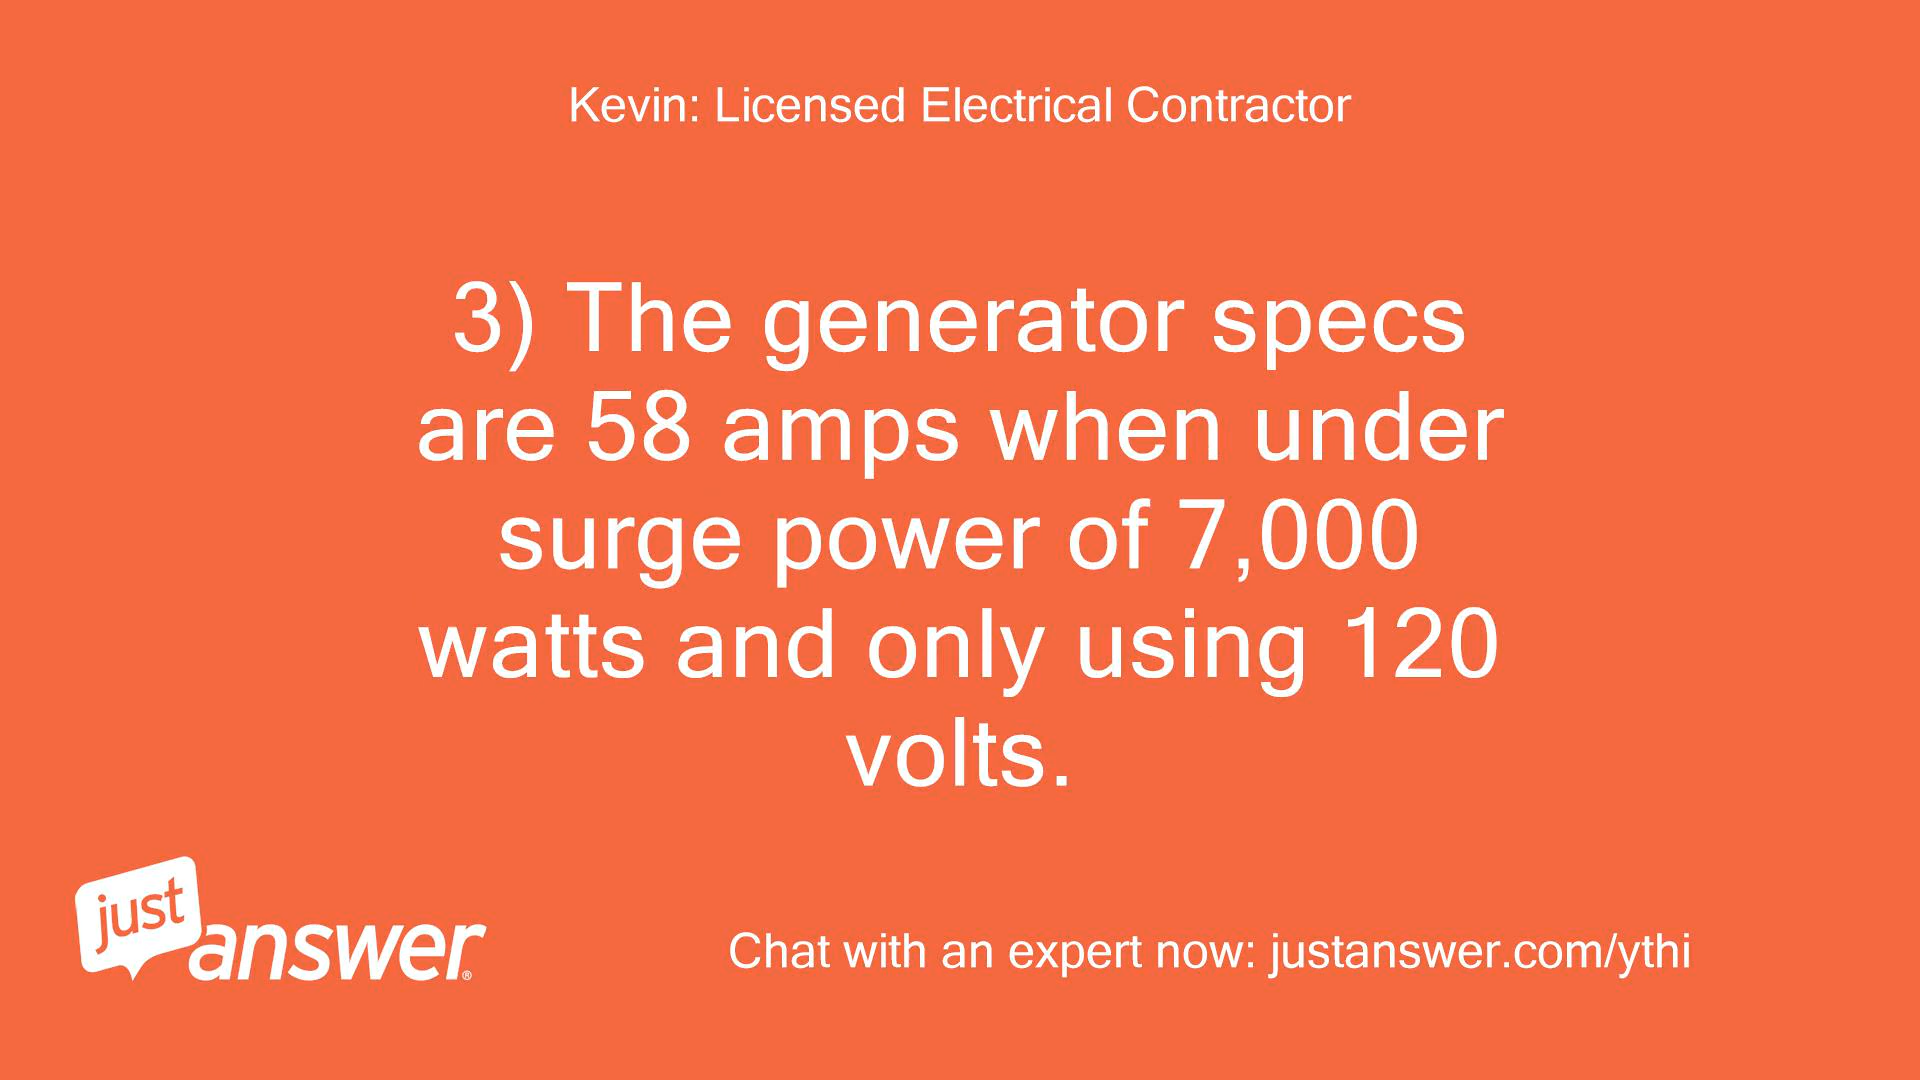 Kevin: Licensed Electrical Contractor
3) The generator specs
are 58 amps when under
surge power of 7,000
watts and only using 120
volts.
just
answer®
Chat with an expert now: justanswer.com/ythi